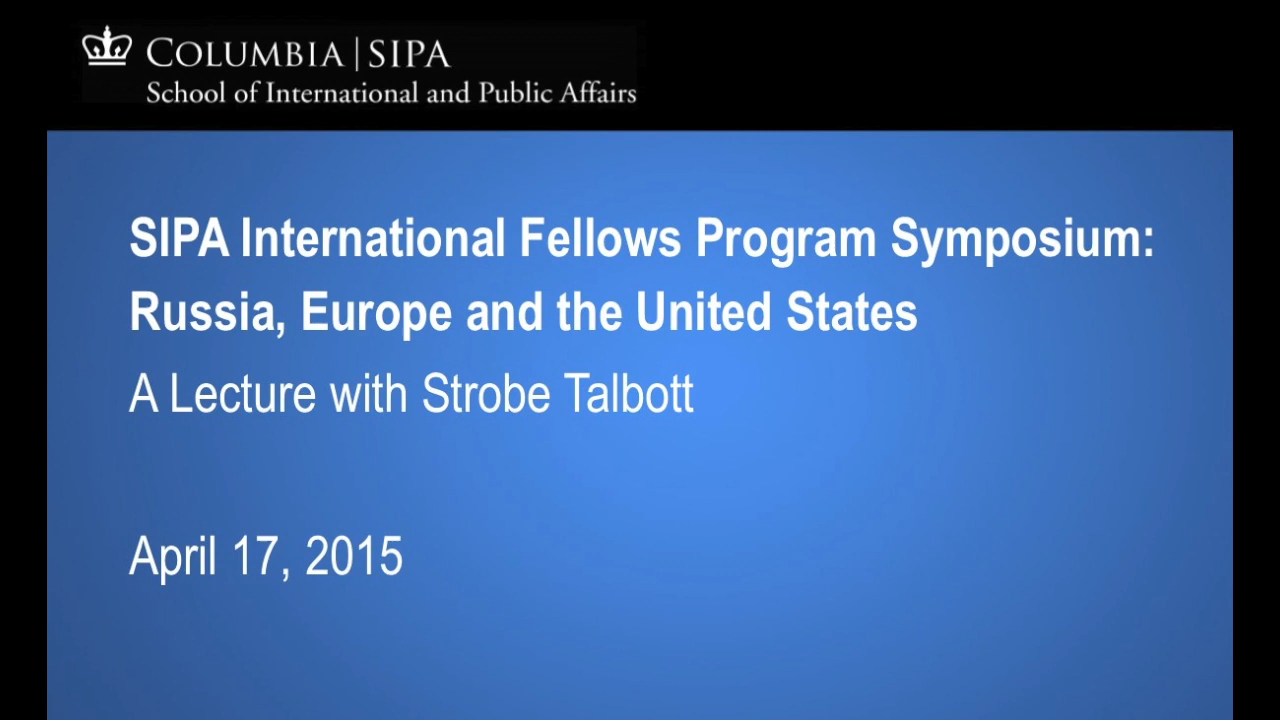 COLUMBIA | SIPA
School of International and Public Affairs
SIPA International Fellows Program Symposium:
Russia, Europe and the United States
A Lecture with Strobe Talbott
April 17, 2015